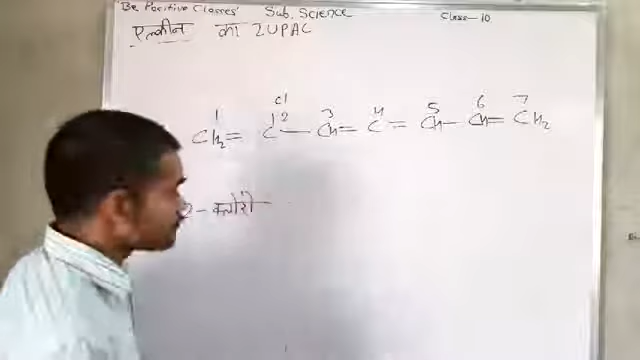 'Be Positive Classes' Sub. Science Class-10
एल्कीन का IUPAC
Cl
1 2 3 4 5 6 7
CH₂ = C — CH = C = CH — CH = CH₂
2 - क्लोरो